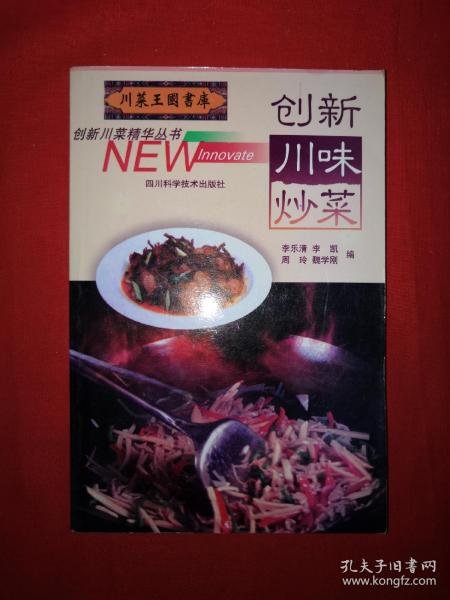 川菜王國書庫
创新川菜精华丛书
NEW Innovate
四川科学技术出版社
创新
川味
炒菜
李乐清 李凯
周玲 魏学刚 编
孔夫子旧书网
www.kongfz.com